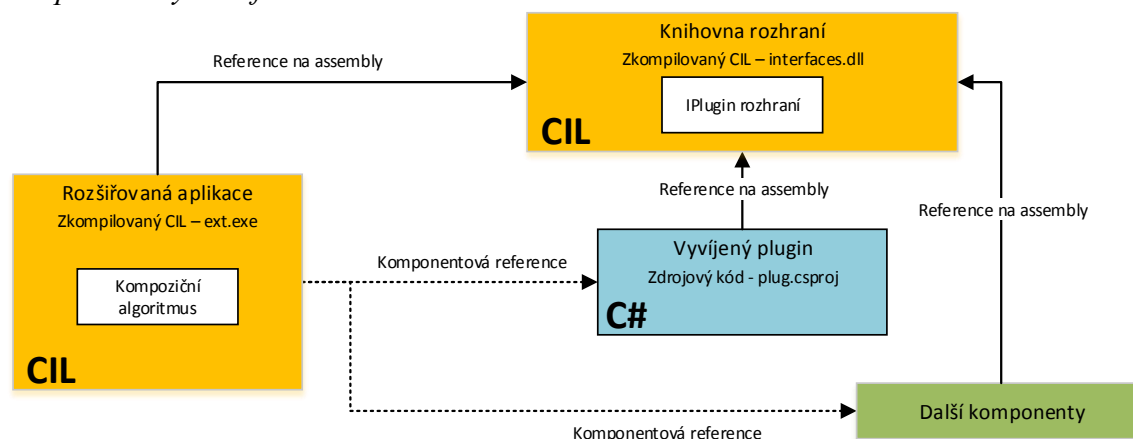 Knihovna rozhraní
Zkompilovaný CIL – interfaces.dll
IPlugin rozhraní
CIL
Reference na assembly
Rozšiřovaná aplikace
Zkompilovaný CIL – ext.exe
Kompoziční
algoritmus
CIL
Reference na assembly
Reference na assembly
Komponentová reference
Vyvíjený plugin
Zdrojový kód - plug.csproj
C#
Další komponenty
Komponentová reference